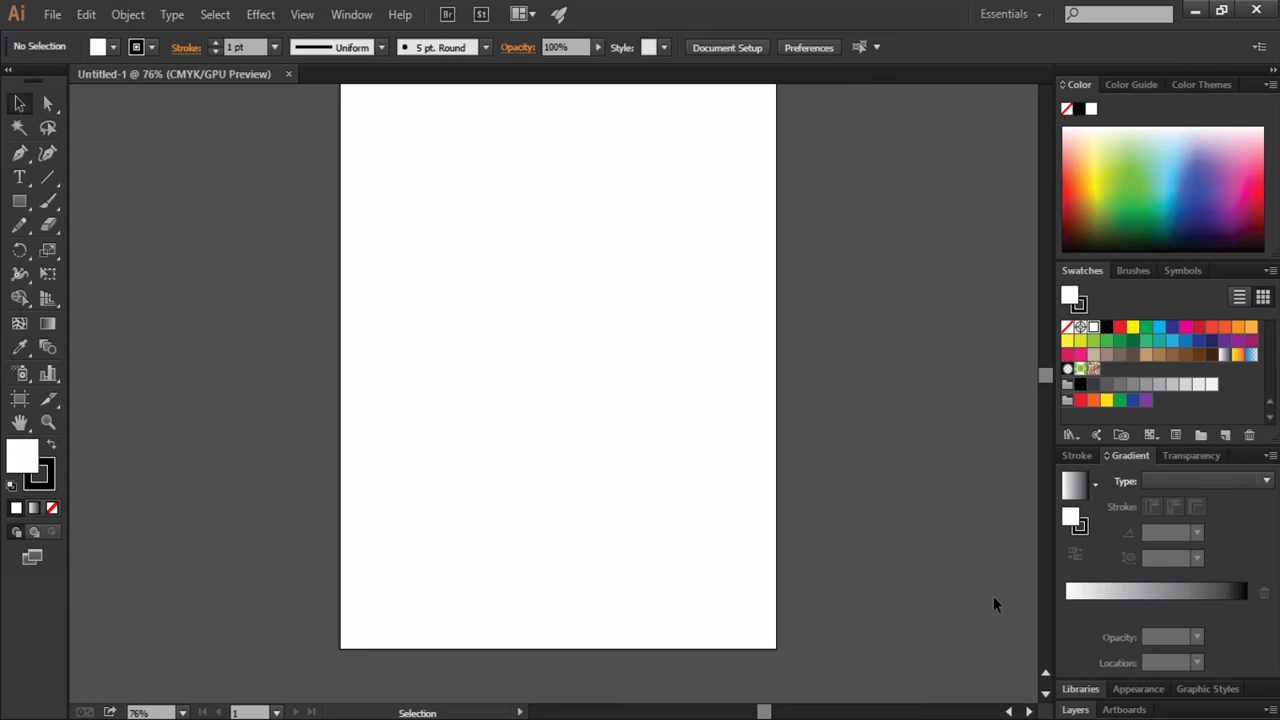 Ai File Edit Object Type Select Effect View Window Help Br St Essentials
No Selection Stroke: 1 pt Uniform 5 pt. Round Opacity: 100% Style: Document Setup Preferences
Untitled-1 @ 76% (CMYK/GPU Preview)
Color Color Guide Color Themes
Swatches Brushes Symbols
Stroke Gradient Transparency
Type:
Stroke:
Opacity:
Location:
Libraries Appearance Graphic Styles
Layers Artboards
76% 1 Selection